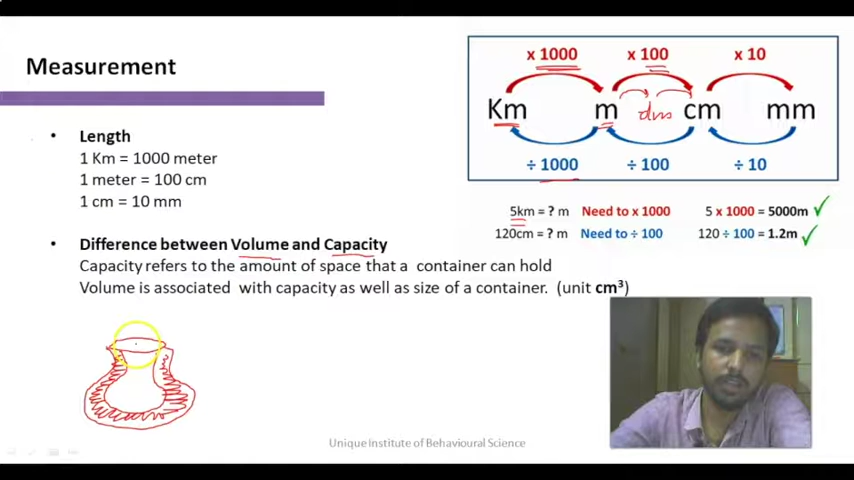 Measurement
• Length
1 Km = 1000 meter
1 meter = 100 cm
1 cm = 10 mm
• Difference between Volume and Capacity
Capacity refers to the amount of space that a container can hold
Volume is associated with capacity as well as size of a container. (unit cm³)
x 1000 x 100 x 10
Km m dm cm mm
÷ 1000 ÷ 100 ÷ 10
5km = ? m Need to x 1000 5 x 1000 = 5000m ✓
120cm = ? m Need to ÷ 100 120 ÷ 100 = 1.2m ✓
Unique Institute of Behavioural Science